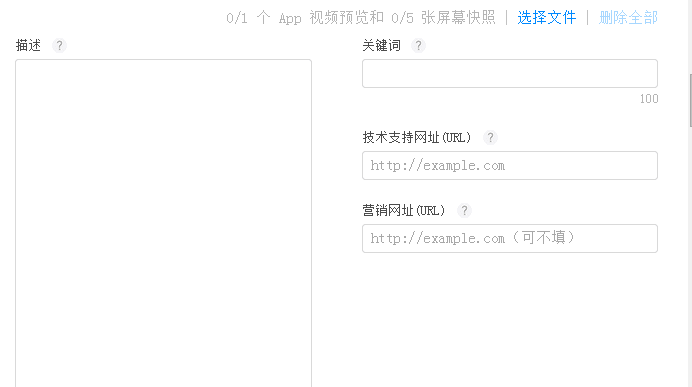 0/1 个 App 视频预览和 0/5 张屏幕快照 | 选择文件 | 删除全部
描述 ?
关键词 ?
100
技术支持网址(URL) ?
http://example.com
营销网址(URL) ?
http://example.com（可不填）